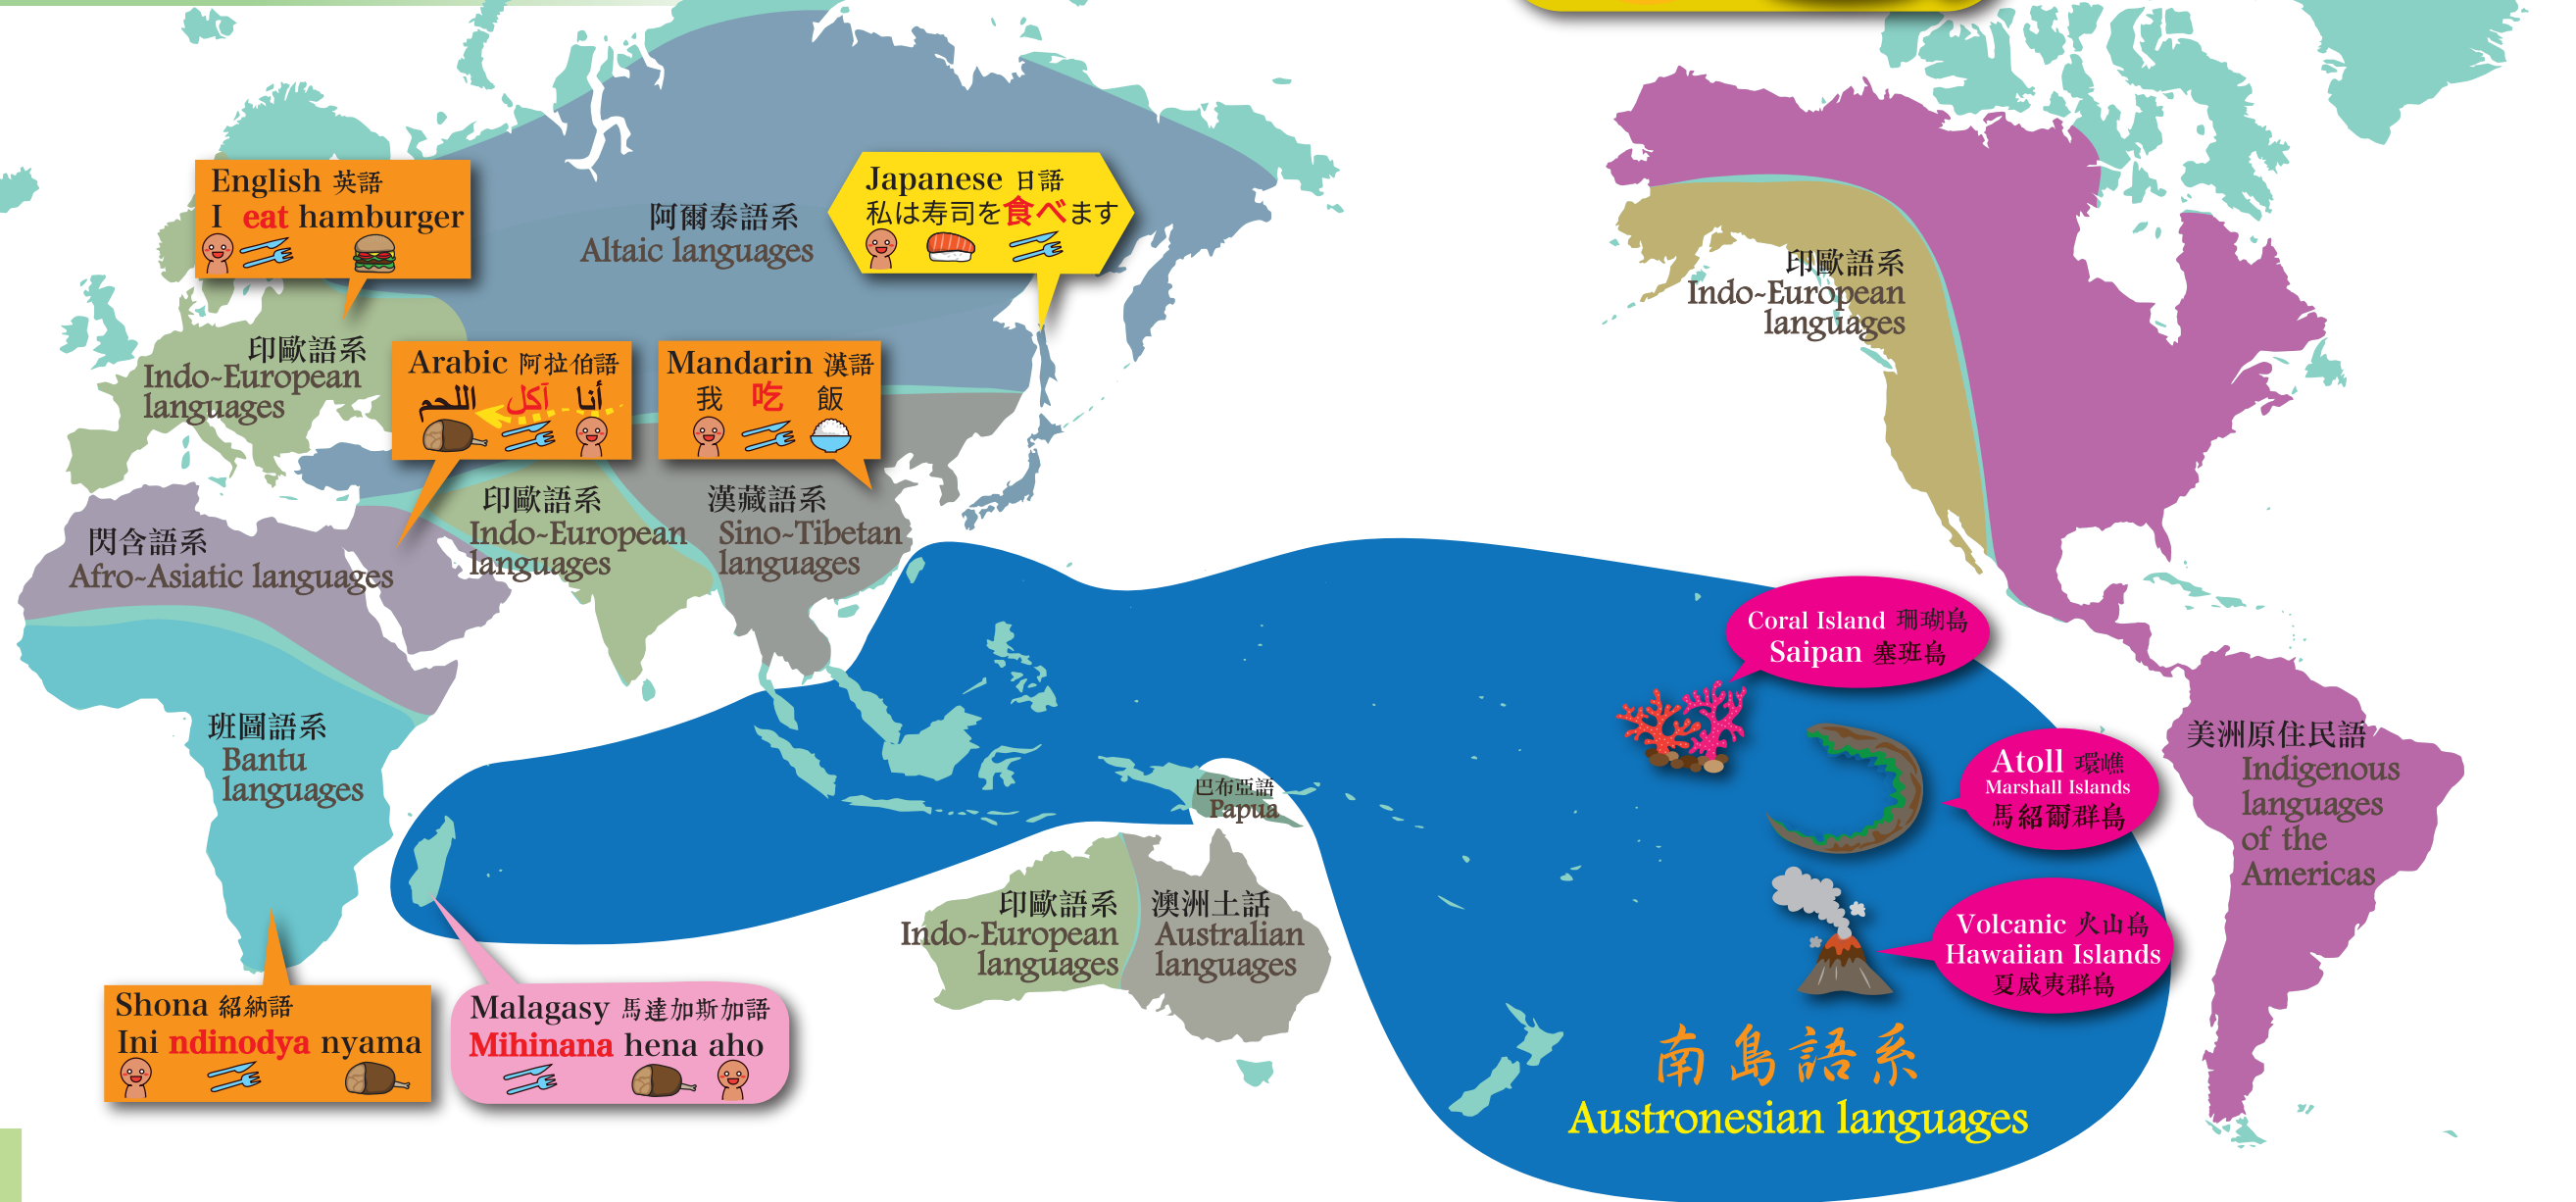 English 英語
I eat hamburger
阿爾泰語系
Altaic languages
Japanese 日語
私は寿司を食べます
印歐語系
Indo-European
languages
印歐語系
Indo-European
languages
Arabic 阿拉伯語
أنا آكل اللحم
Mandarin 漢語
我 吃 飯
印歐語系
Indo-European
languages
漢藏語系
Sino-Tibetan
languages
閃含語系
Afro-Asiatic languages
班圖語系
Bantu
languages
Coral Island 珊瑚島
Saipan 塞班島
Atoll 環礁
Marshall Islands
馬紹爾群島
美洲原住民語
Indigenous
languages
of the
Americas
巴布亞語
Papua
印歐語系
Indo-European
languages
澳洲土話
Australian
languages
Volcanic 火山島
Hawaiian Islands
夏威夷群島
Shona 紹納語
Ini ndinodya nyama
Malagasy 馬達加斯加語
Mihinana hena aho
南島語系
Austronesian languages